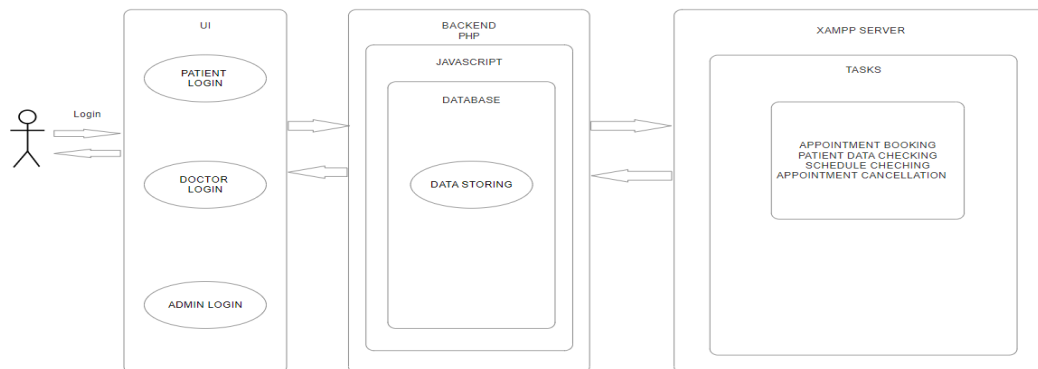 Login
UI
PATIENT
LOGIN
DOCTOR
LOGIN
ADMIN LOGIN
BACKEND
PHP
JAVASCRIPT
DATABASE
DATA STORING
XAMPP SERVER
TASKS
APPOINTMENT BOOKING
PATIENT DATA CHECKING
SCHEDULE CHECHING
APPOINTMENT CANCELLATION